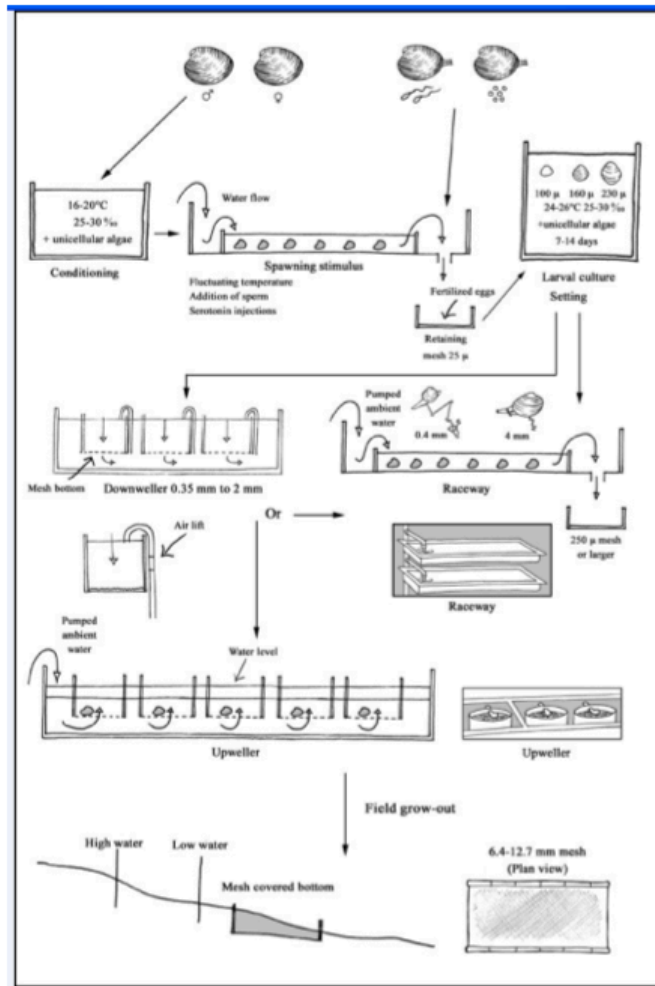 ♂ ♀
16-20°C
25-30 ‰
+ unicellular algae
Conditioning
Water flow
Spawning stimulus
Fluctuating temperature
Addition of sperm
Serotonin injections
Fertilized eggs
Retaining
mesh 25 µ
100 µ 160 µ 230 µ
24-26°C 25-30 ‰
+unicellular algae
7-14 days
Larval culture
Setting
Mesh bottom
Downweller 0.35 mm to 2 mm
Pumped
ambient
water
0.4 mm
4 mm
Raceway
250 µ mesh
or larger
Or
Air lift
Raceway
Pumped
ambient
water
Water level
Upweller
Upweller
Field grow-out
High water
Low water
Mesh covered bottom
6.4-12.7 mm mesh
(Plan view)